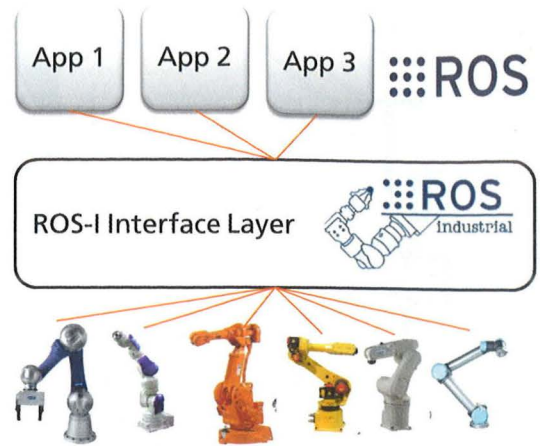 App 1
App 2
App 3
ROS
ROS-I Interface Layer
ROS
industrial